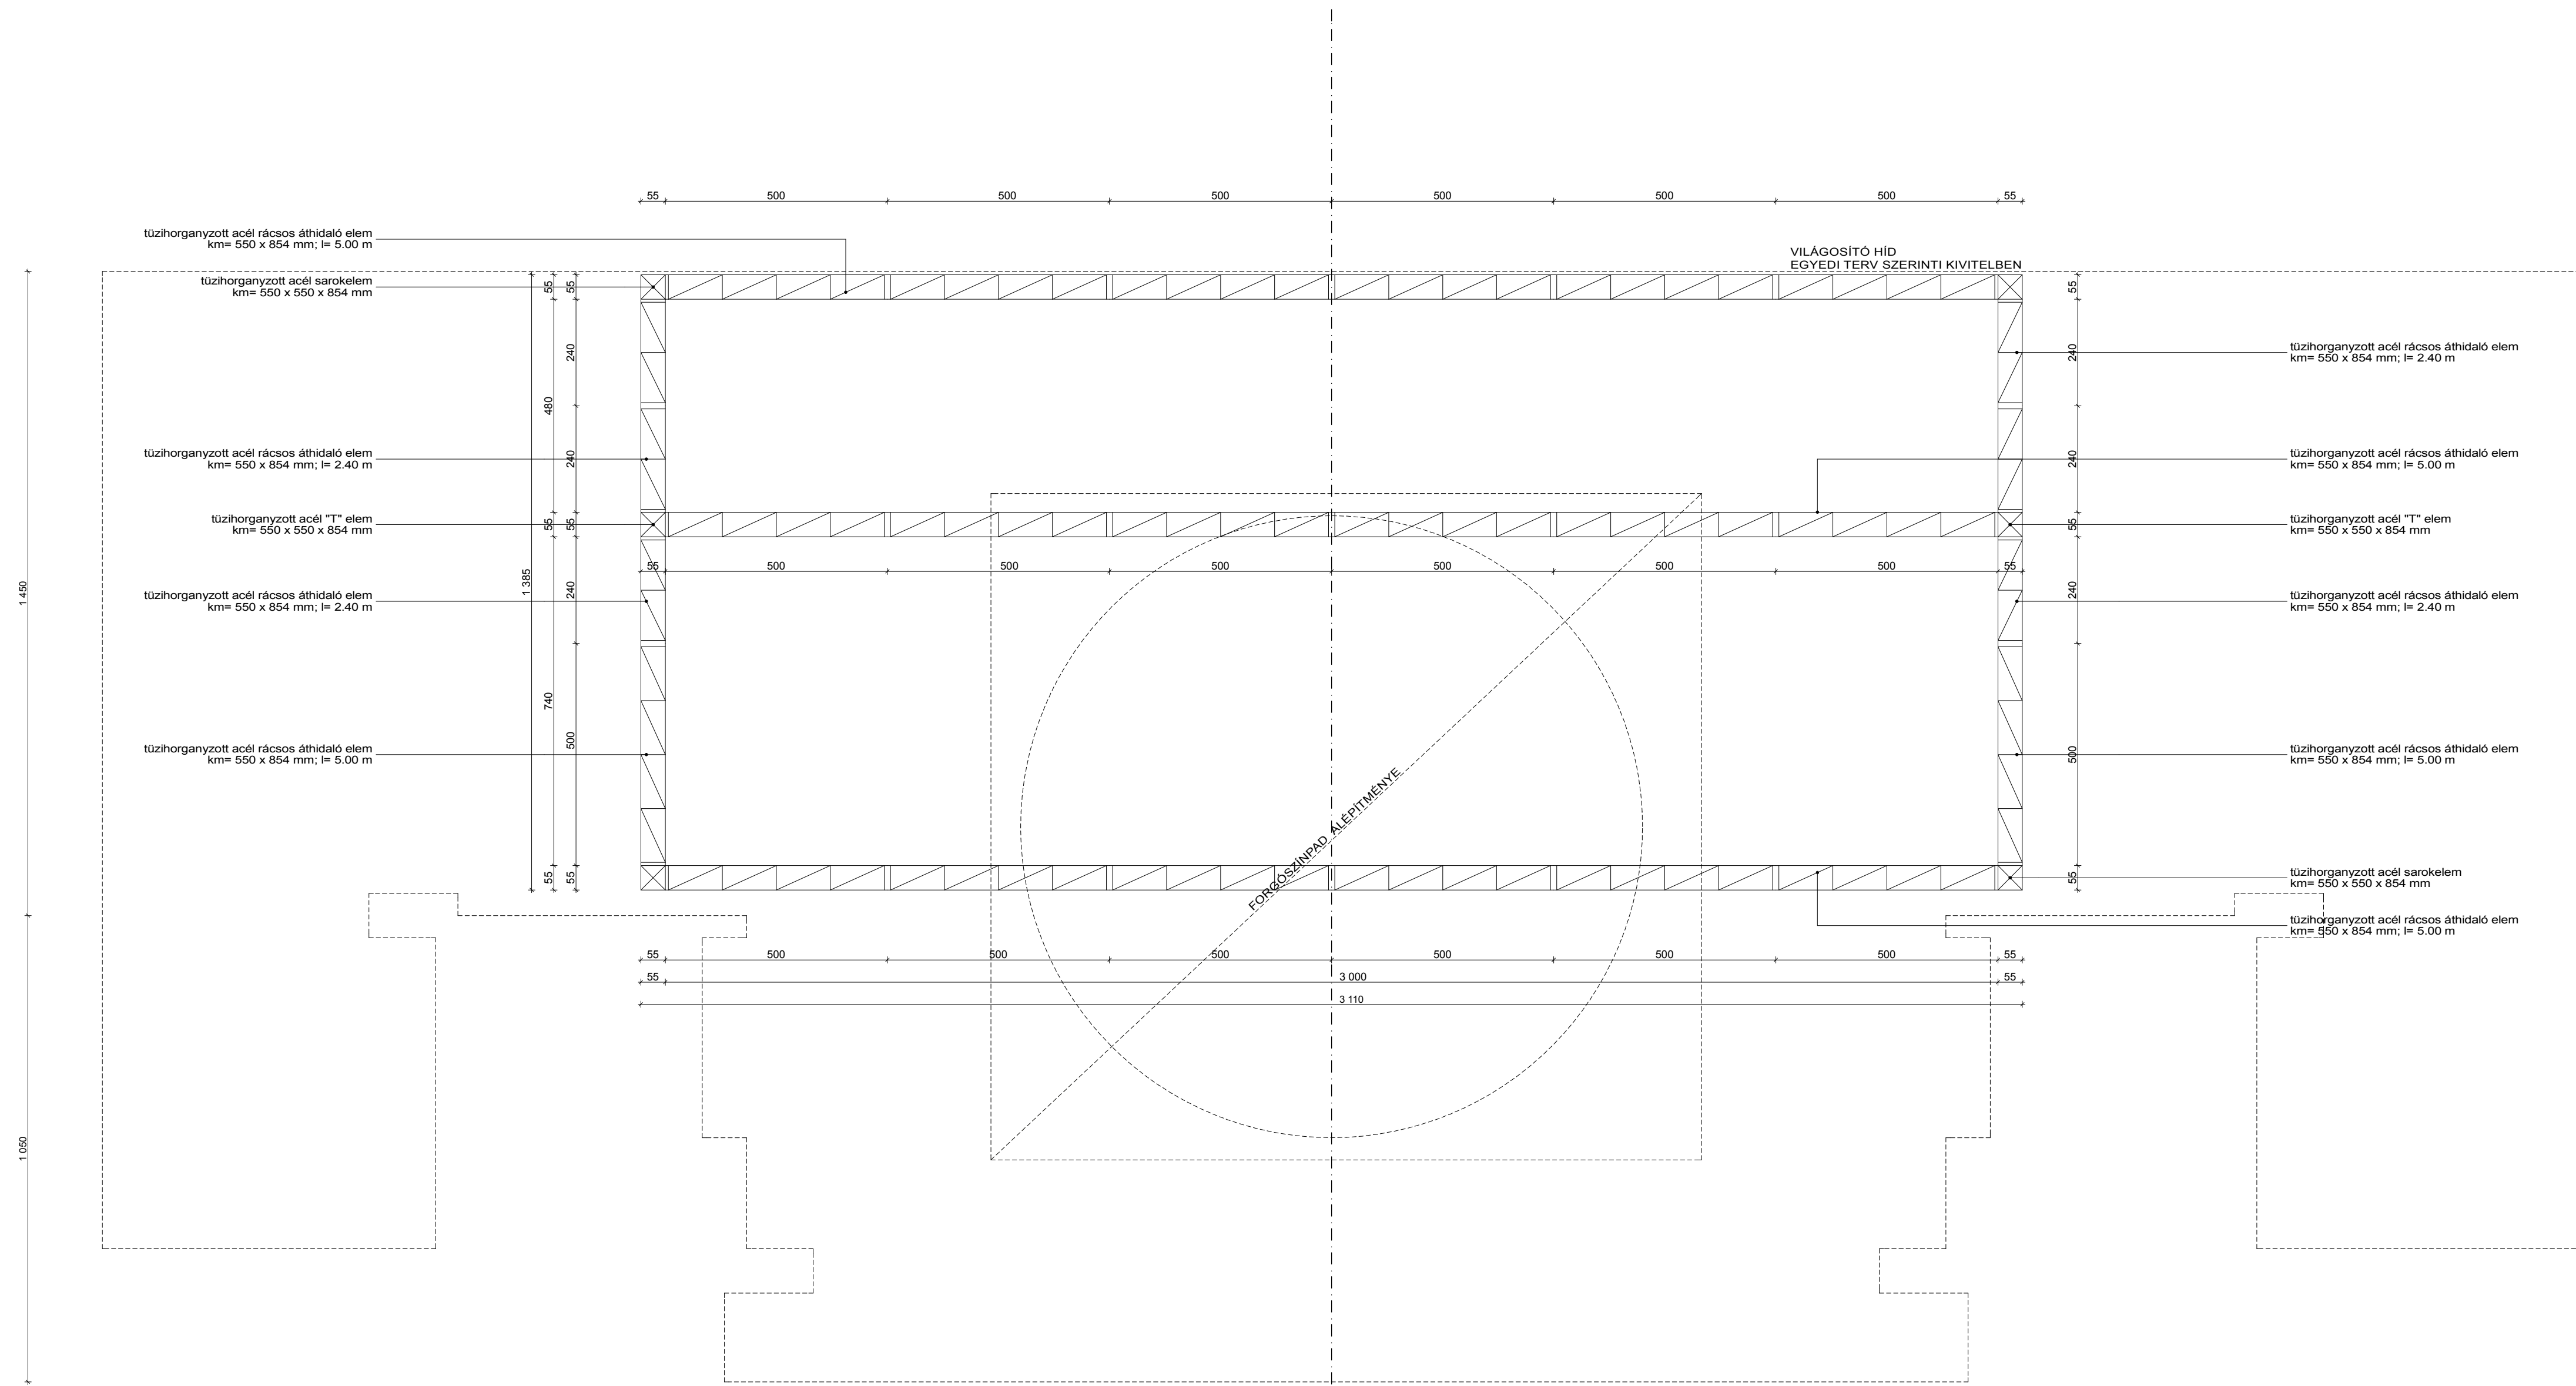 55 500 500 500 500 500 500 55
tüzihorganyzott acél rácsos áthidaló elem
km= 550 x 854 mm; l= 5.00 m
VILÁGOSÍTÓ HÍD
EGYEDI TERV SZERINTI KIVITELBEN
tüzihorganyzott acél sarokelem
km= 550 x 550 x 854 mm
55 55 55
240 240
tüzihorganyzott acél rácsos áthidaló elem
km= 550 x 854 mm; l= 2.40 m
480
tüzihorganyzott acél rácsos áthidaló elem
km= 550 x 854 mm; l= 2.40 m
240 240
tüzihorganyzott acél rácsos áthidaló elem
km= 550 x 854 mm; l= 5.00 m
tüzihorganyzott acél "T" elem
km= 550 x 550 x 854 mm
55 55 55
tüzihorganyzott acél "T" elem
km= 550 x 550 x 854 mm
55 500 500 500 500 500 500 55
1 450
1 385
tüzihorganyzott acél rácsos áthidaló elem
km= 550 x 854 mm; l= 2.40 m
240 240
tüzihorganyzott acél rácsos áthidaló elem
km= 550 x 854 mm; l= 2.40 m
740
tüzihorganyzott acél rácsos áthidaló elem
km= 550 x 854 mm; l= 5.00 m
500 500
tüzihorganyzott acél rácsos áthidaló elem
km= 550 x 854 mm; l= 5.00 m
FORGÓSZÍNPAD ALÉPÍTMÉNYE
55 55 55
tüzihorganyzott acél sarokelem
km= 550 x 550 x 854 mm
tüzihorganyzott acél rácsos áthidaló elem
km= 550 x 854 mm; l= 5.00 m
55 500 500 500 500 500 500 55
55 3 000 55
3 110
1 050